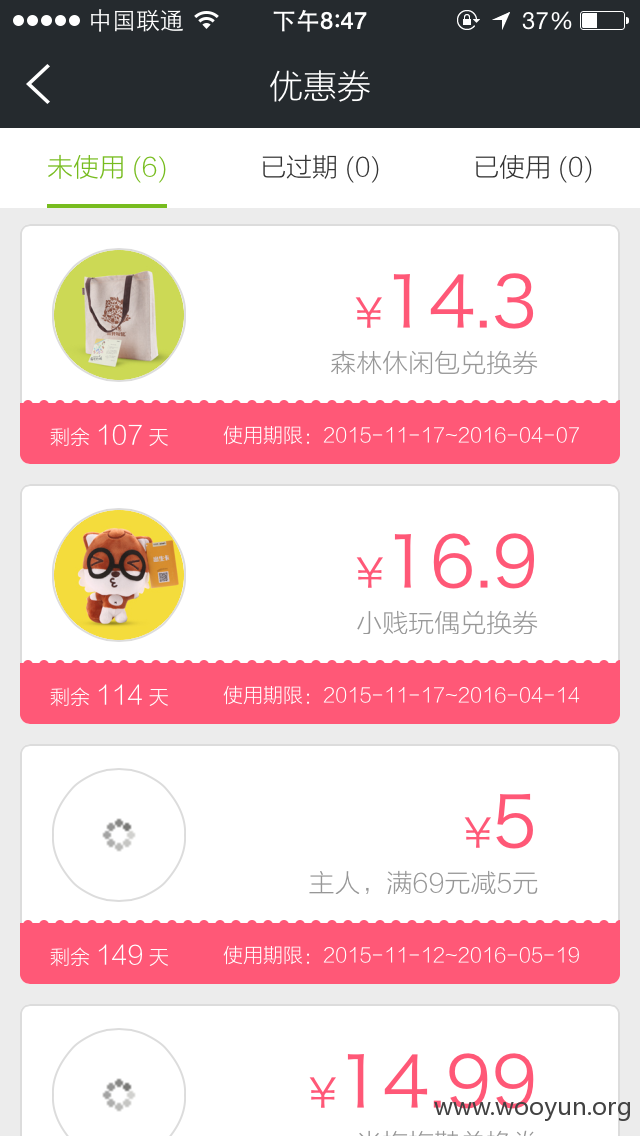 中国联通 下午8:47 37%
优惠券
未使用 (6) 已过期 (0) 已使用 (0)
¥14.3
森林休闲包兑换券
剩余 107 天 使用期限：2015-11-17~2016-04-07
¥16.9
小贱玩偶兑换券
剩余 114 天 使用期限：2015-11-17~2016-04-14
¥5
主人，满69元减5元
剩余 149 天 使用期限：2015-11-12~2016-05-19
¥14.99
www.wooyun.org